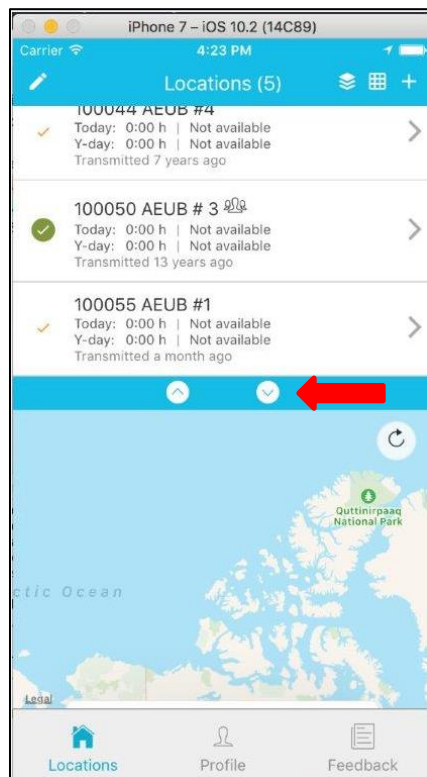 iPhone 7 – iOS 10.2 (14C89)
Carrier 4:23 PM
Locations (5)
100044 AEUB #4
Today: 0:00 h | Not available
Y-day: 0:00 h | Not available
Transmitted 7 years ago
100050 AEUB # 3
Today: 0:00 h | Not available
Y-day: 0:00 h | Not available
Transmitted 13 years ago
100055 AEUB #1
Today: 0:00 h | Not available
Y-day: 0:00 h | Not available
Transmitted a month ago
Quttinirpaaq
National Park
ctic Ocean
Legal
Locations Profile Feedback